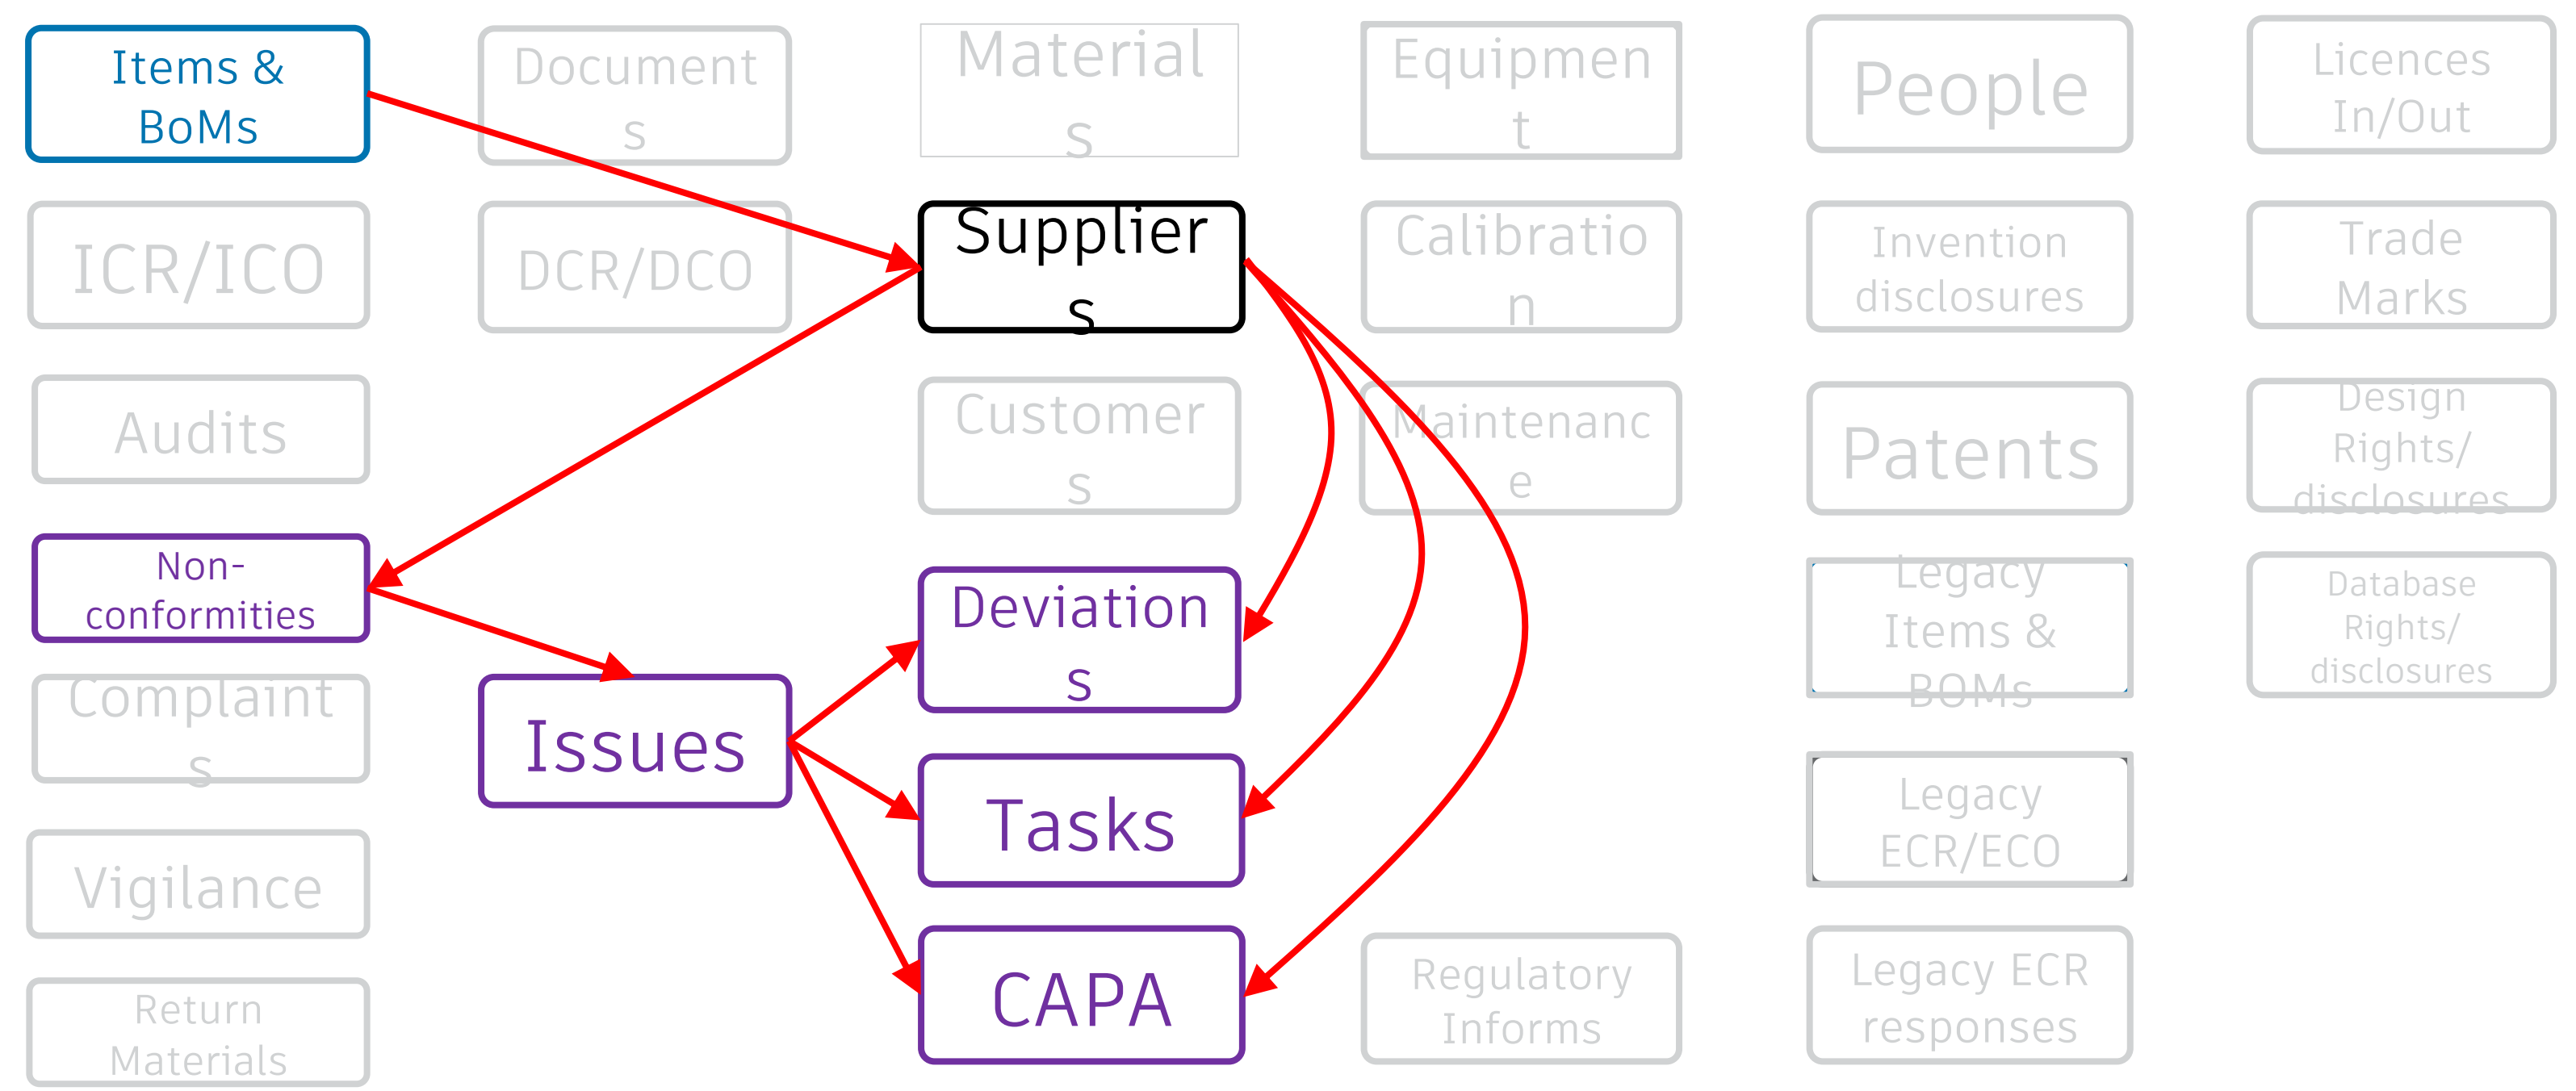 Items &
BoMs
Document
s
Material
s
Equipmen
t
People
Licences
In/Out
ICR/ICO
DCR/DCO
Supplier
s
Calibratio
n
Invention
disclosures
Trade
Marks
Audits
Customer
s
Maintenanc
e
Patents
Design
Rights/
disclosures
Non-
conformities
Deviation
s
Legacy
Items &
BOMs
Database
Rights/
disclosures
Complaint
s
Issues
Tasks
Legacy
ECR/ECO
Vigilance
CAPA
Regulatory
Informs
Legacy ECR
responses
Return
Materials